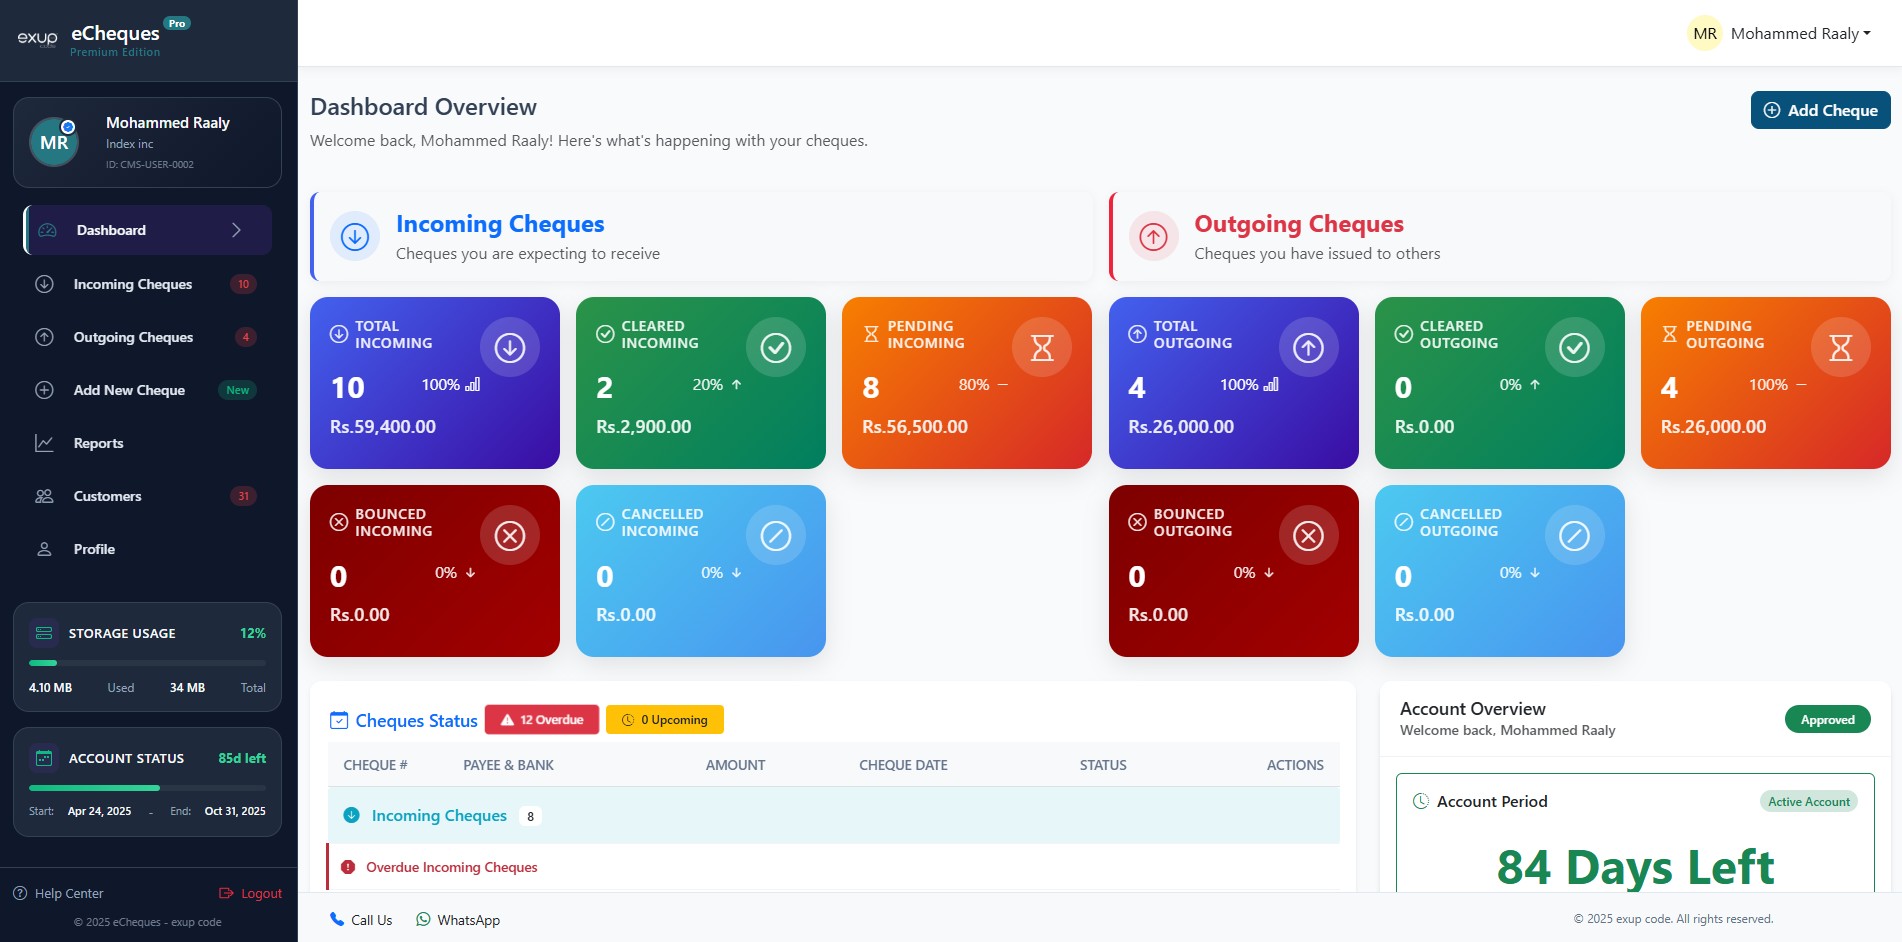 exup
eCheques
Pro
Premium Edition
MR
Mohammed Raaly
Index inc
ID: CMS-USER-0002
Dashboard
Incoming Cheques
10
Outgoing Cheques
4
Add New Cheque
New
Reports
Customers
31
Profile
STORAGE USAGE
12%
4.10 MB
Used
34 MB
Total
ACCOUNT STATUS
85d left
Start:
Apr 24, 2025
-
End:
Oct 31, 2025
Help Center
Logout
© 2025 eCheques - exup code
MR
Mohammed Raaly
Dashboard Overview
Welcome back, Mohammed Raaly! Here's what's happening with your cheques.
Add Cheque
Incoming Cheques
Cheques you are expecting to receive
Outgoing Cheques
Cheques you have issued to others
TOTAL
INCOMING
10
100%
Rs.59,400.00
CLEARED
INCOMING
2
20%
Rs.2,900.00
PENDING
INCOMING
8
80%
Rs.56,500.00
TOTAL
OUTGOING
4
100%
Rs.26,000.00
CLEARED
OUTGOING
0
0%
Rs.0.00
PENDING
OUTGOING
4
100%
Rs.26,000.00
BOUNCED
INCOMING
0
0%
Rs.0.00
CANCELLED
INCOMING
0
0%
Rs.0.00
BOUNCED
OUTGOING
0
0%
Rs.0.00
CANCELLED
OUTGOING
0
0%
Rs.0.00
Cheques Status
12 Overdue
0 Upcoming
CHEQUE #
PAYEE & BANK
AMOUNT
CHEQUE DATE
STATUS
ACTIONS
Incoming Cheques
8
Overdue Incoming Cheques
Account Overview
Welcome back, Mohammed Raaly
Approved
Account Period
Active Account
84 Days Left
Call Us
WhatsApp
© 2025 exup code. All rights reserved.